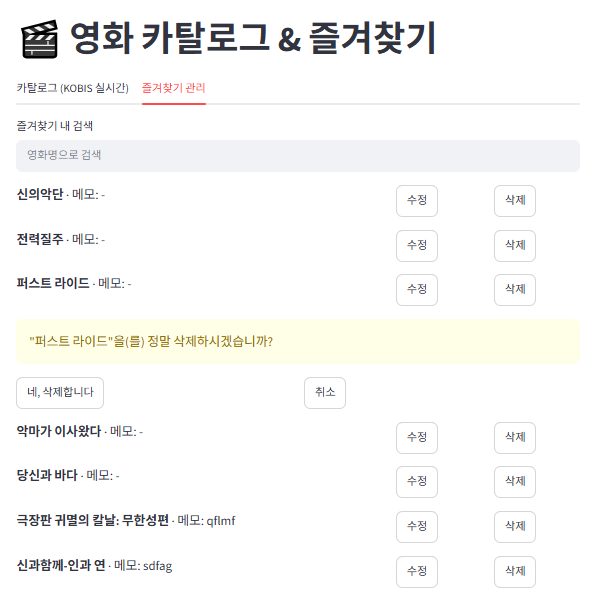 영화 카탈로그 & 즐겨찾기
카탈로그 (KOBIS 실시간) 즐겨찾기 관리
즐겨찾기 내 검색
영화명으로 검색
신의악단 · 메모: - 수정 삭제
전력질주 · 메모: - 수정 삭제
퍼스트 라이드 · 메모: - 수정 삭제
"퍼스트 라이드"을(를) 정말 삭제하시겠습니까?
네, 삭제합니다 취소
악마가 이사왔다 · 메모: - 수정 삭제
당신과 바다 · 메모: - 수정 삭제
극장판 귀멸의 칼날: 무한성편 · 메모: qflmf 수정 삭제
신과함께-인과 연 · 메모: sdfag 수정 삭제